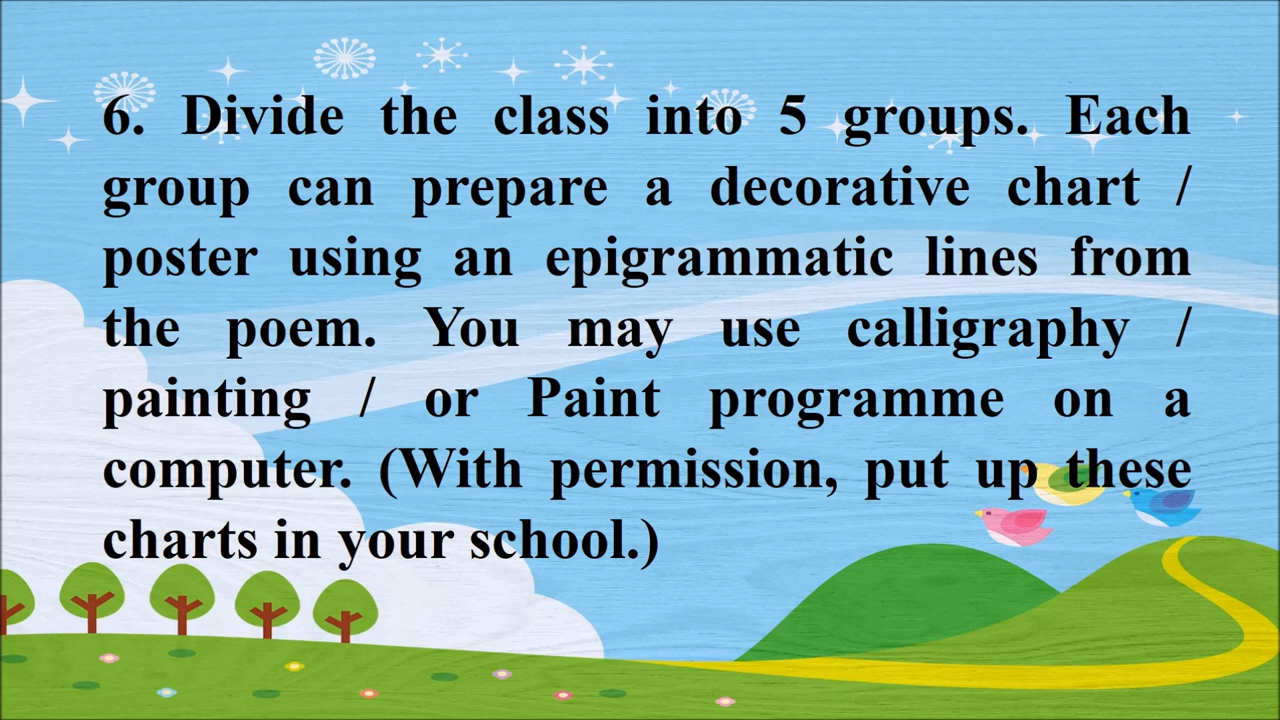 6. Divide the class into 5 groups. Each
group can prepare a decorative chart /
poster using an epigrammatic lines from
the poem. You may use calligraphy /
painting / or Paint programme on a
computer. (With permission, put up these
charts in your school.)